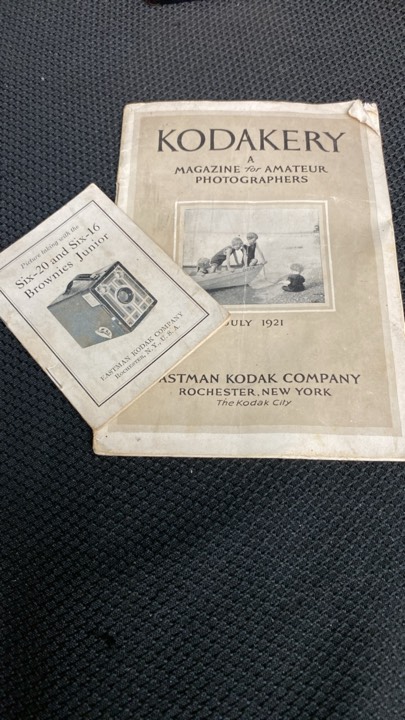 KODAKERY
A
MAGAZINE for AMATEUR
PHOTOGRAPHERS
JULY 1921
EASTMAN KODAK COMPANY
ROCHESTER, NEW YORK
The Kodak City
Picture taking with the
Six-20 and Six-16
Brownies Junior
EASTMAN KODAK COMPANY
ROCHESTER, N.Y., U.S.A.